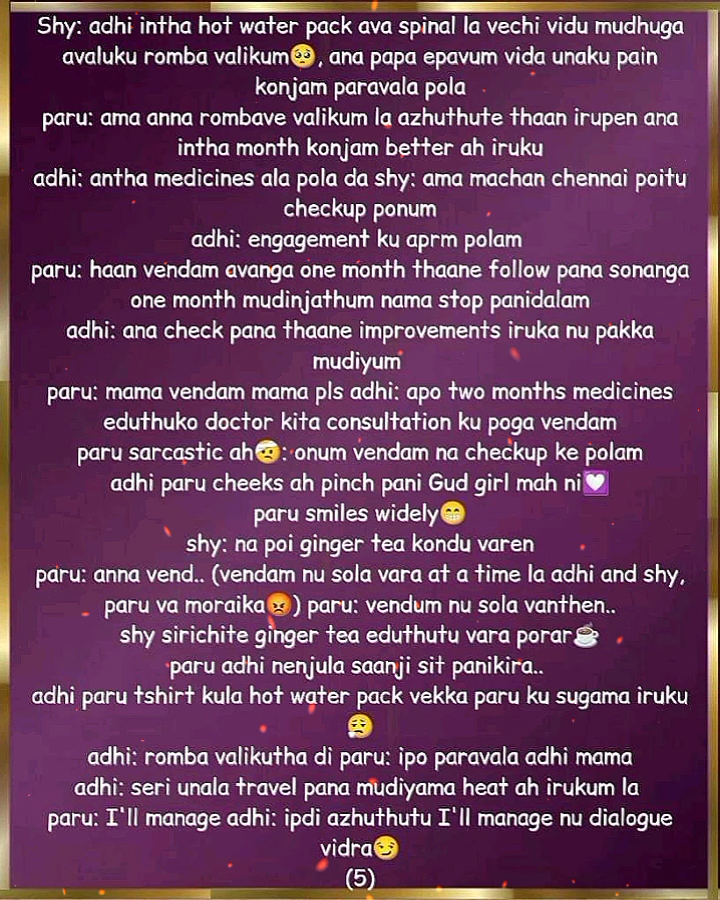 Shy: adhi intha hot water pack ava spinal la vechi vidu mudhuga
avaluku romba valikum🥺, ana papa epavum vida unaku pain
konjam paravala pola
paru: ama anna rombave valikum la azhuthute thaan irupen ana
intha month konjam better ah iruku
adhi: antha medicines ala pola da shy: ama machan chennai poitu
checkup ponum
adhi: engagement ku aprm polam
paru: haan vendam avanga one month thaane follow pana sonanga
one month mudinjathum nama stop panidalam
adhi: ana check pana thaane improvements iruka nu pakka
mudiyum
paru: mama vendam mama pls adhi: apo two months medicines
eduthuko doctor kita consultation ku poga vendam
paru sarcastic ah🤕: onum vendam na checkup ke polam
adhi paru cheeks ah pinch pani Gud girl mah ni💟
paru smiles widely😁
shy: na poi ginger tea kondu varen
paru: anna vend.. (vendam nu sola vara at a time la adhi and shy,
paru va moraika😡) paru: vendum nu sola vanthen..
shy sirichite ginger tea eduthutu vara porar☕
paru adhi nenjula saanji sit panikira..
adhi paru tshirt kula hot water pack vekka paru ku sugama iruku
😮‍💨
adhi: romba valikutha di paru: ipo paravala adhi mama
adhi: seri unala travel pana mudiyama heat ah irukum la
paru: I'll manage adhi: ipdi azhuthutu I'll manage nu dialogue
vidra😏
(5)